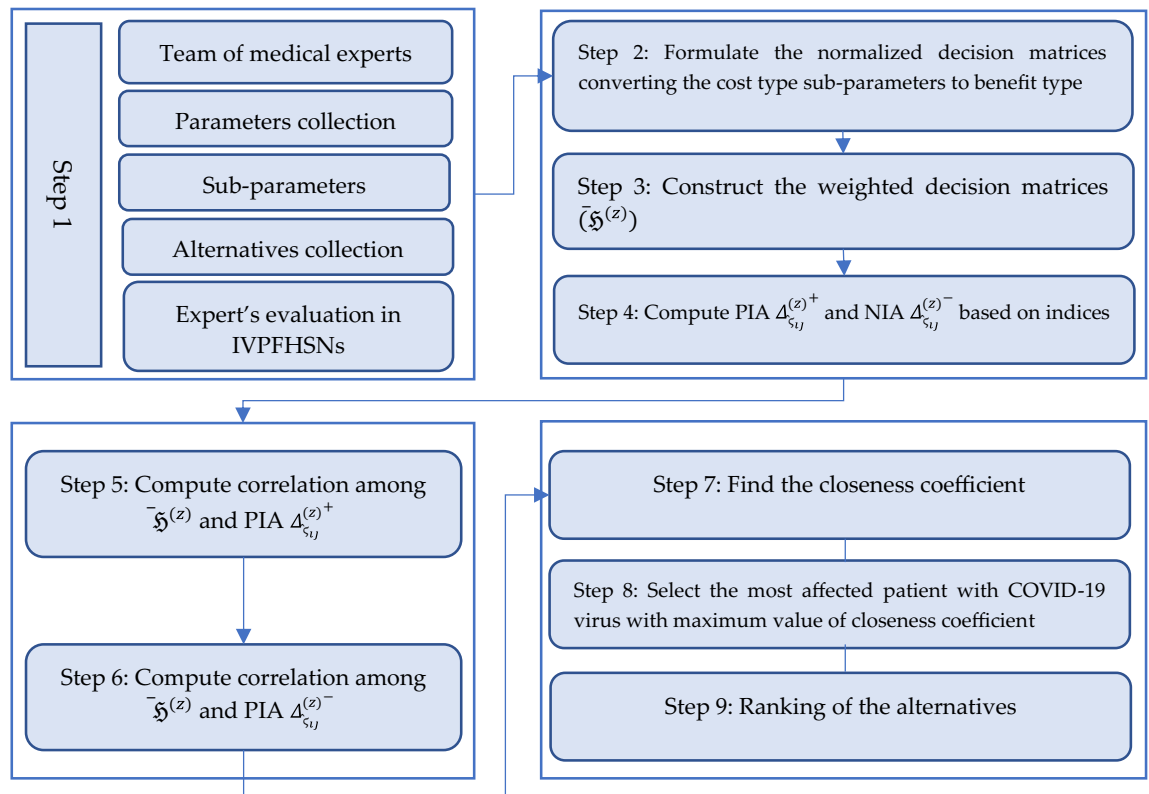 Step 1
Team of medical experts
Parameters collection
Sub-parameters
Alternatives collection
Expert’s evaluation in
IVPFHSNs
Step 2: Formulate the normalized decision matrices
converting the cost type sub-parameters to benefit type
Step 3: Construct the weighted decision matrices
(¯ℌ̆^(z))
Step 4: Compute PIA Δ_ςıȷ^(z)+ and NIA Δ_ςıȷ^(z)− based on indices
Step 5: Compute correlation among
¯ℌ̆^(z) and PIA Δ_ςıȷ^(z)+
Step 6: Compute correlation among
¯ℌ̆^(z) and PIA Δ_ςıȷ^(z)−
Step 7: Find the closeness coefficient
Step 8: Select the most affected patient with COVID-19
virus with maximum value of closeness coefficient
Step 9: Ranking of the alternatives